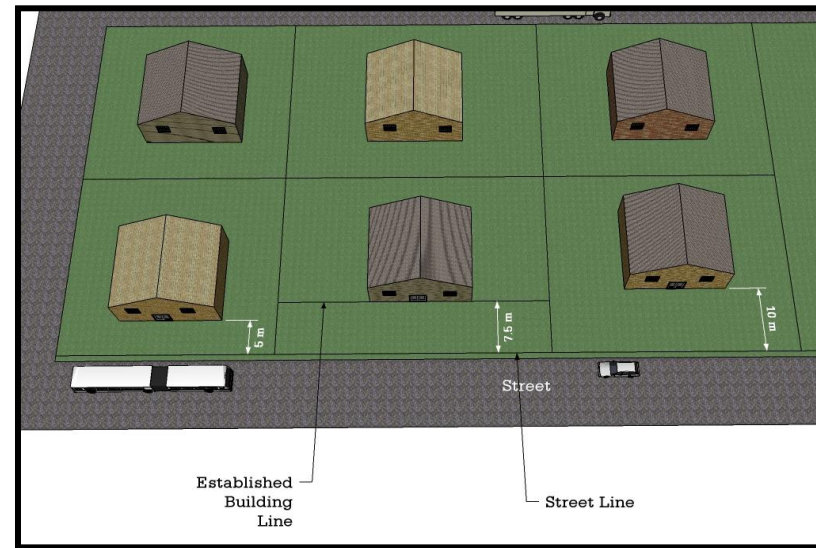 5 m
7.5 m
10 m
Street
Established
Building
Line
Street Line